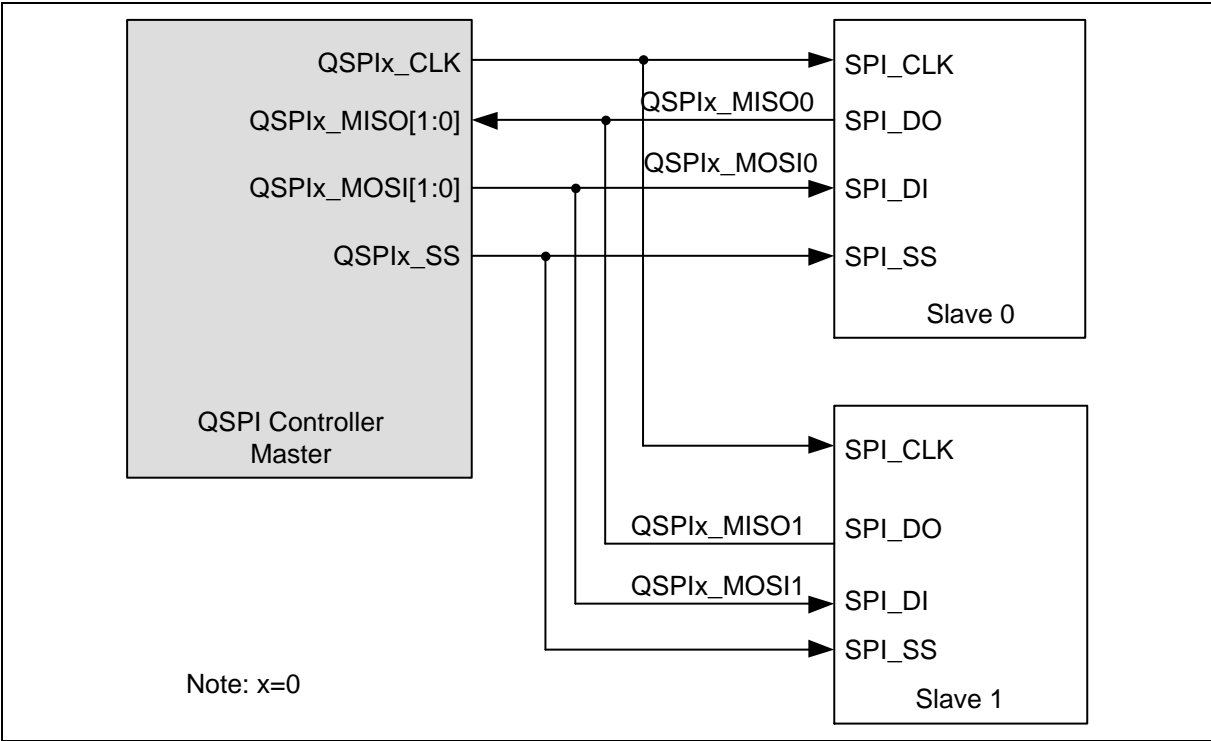 QSPIx_CLK
QSPIx_MISO[1:0]
QSPIx_MOSI[1:0]
QSPIx_SS
QSPI Controller
Master
QSPIx_MISO0
QSPIx_MOSI0
SPI_CLK
SPI_DO
SPI_DI
SPI_SS
Slave 0
QSPIx_MISO1
QSPIx_MOSI1
SPI_CLK
SPI_DO
SPI_DI
SPI_SS
Slave 1
Note: x=0